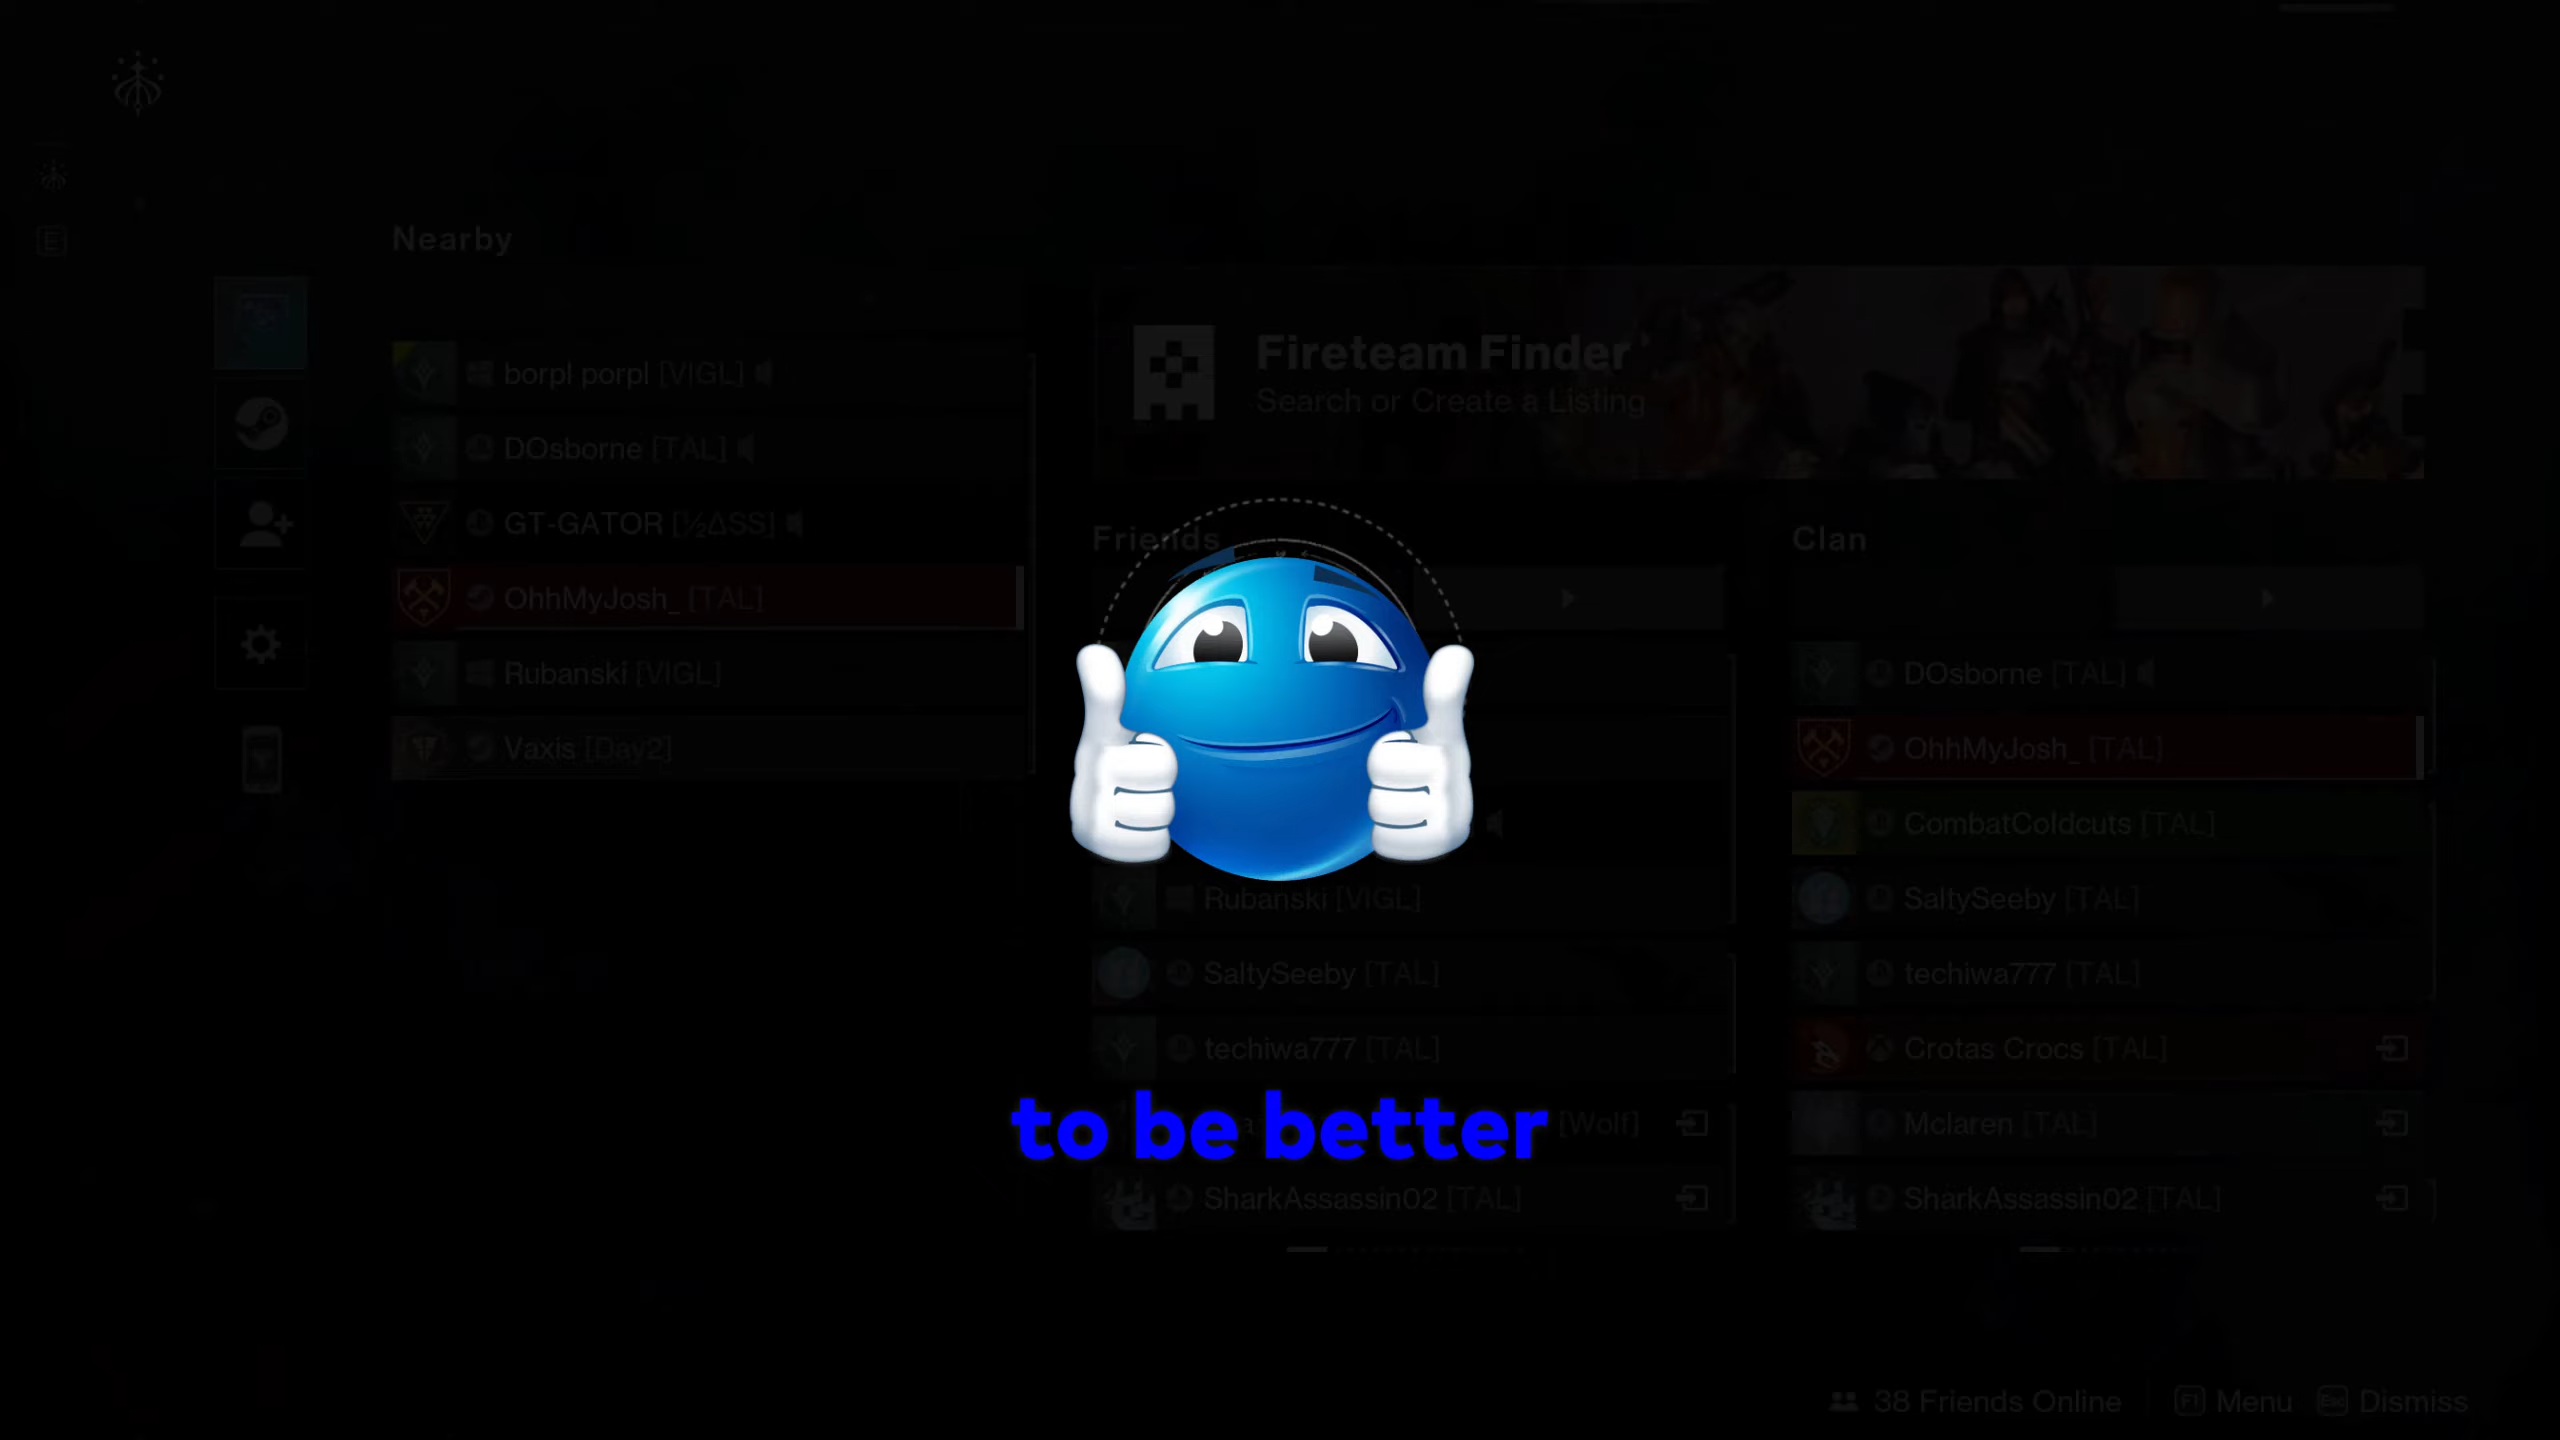 Nearby
borpl porpl [VIGL]
DOsborne [TAL]
GT-GATOR [½ΔSS]
OhhMyJosh_ [TAL]
Rubanski [VIGL]
Vaxis [Day2]
E
Fireteam Finder
Search or Create a Listing
Friends
Rubanski [VIGL]
SaltySeeby [TAL]
techiwa777 [TAL]
[Wolf]
SharkAssassin02 [TAL]
Clan
DOsborne [TAL]
OhhMyJosh_ [TAL]
CombatColdcuts [TAL]
SaltySeeby [TAL]
techiwa777 [TAL]
Crotas Crocs [TAL]
Mclaren [TAL]
SharkAssassin02 [TAL]
to be better
38 Friends Online
F1 Menu
Esc Dismiss